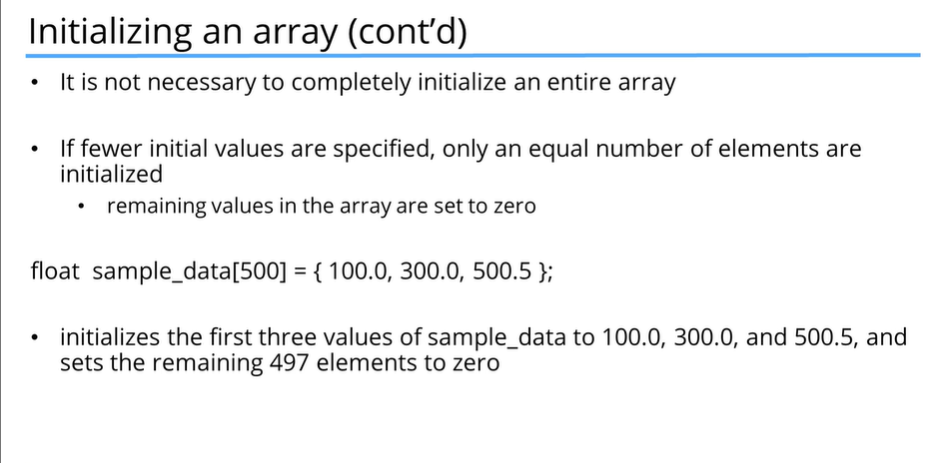 Initializing an array (cont’d)
• It is not necessary to completely initialize an entire array
• If fewer initial values are specified, only an equal number of elements are
initialized
• remaining values in the array are set to zero
float  sample_data[500] = { 100.0, 300.0, 500.5 };
• initializes the first three values of sample_data to 100.0, 300.0, and 500.5, and
sets the remaining 497 elements to zero